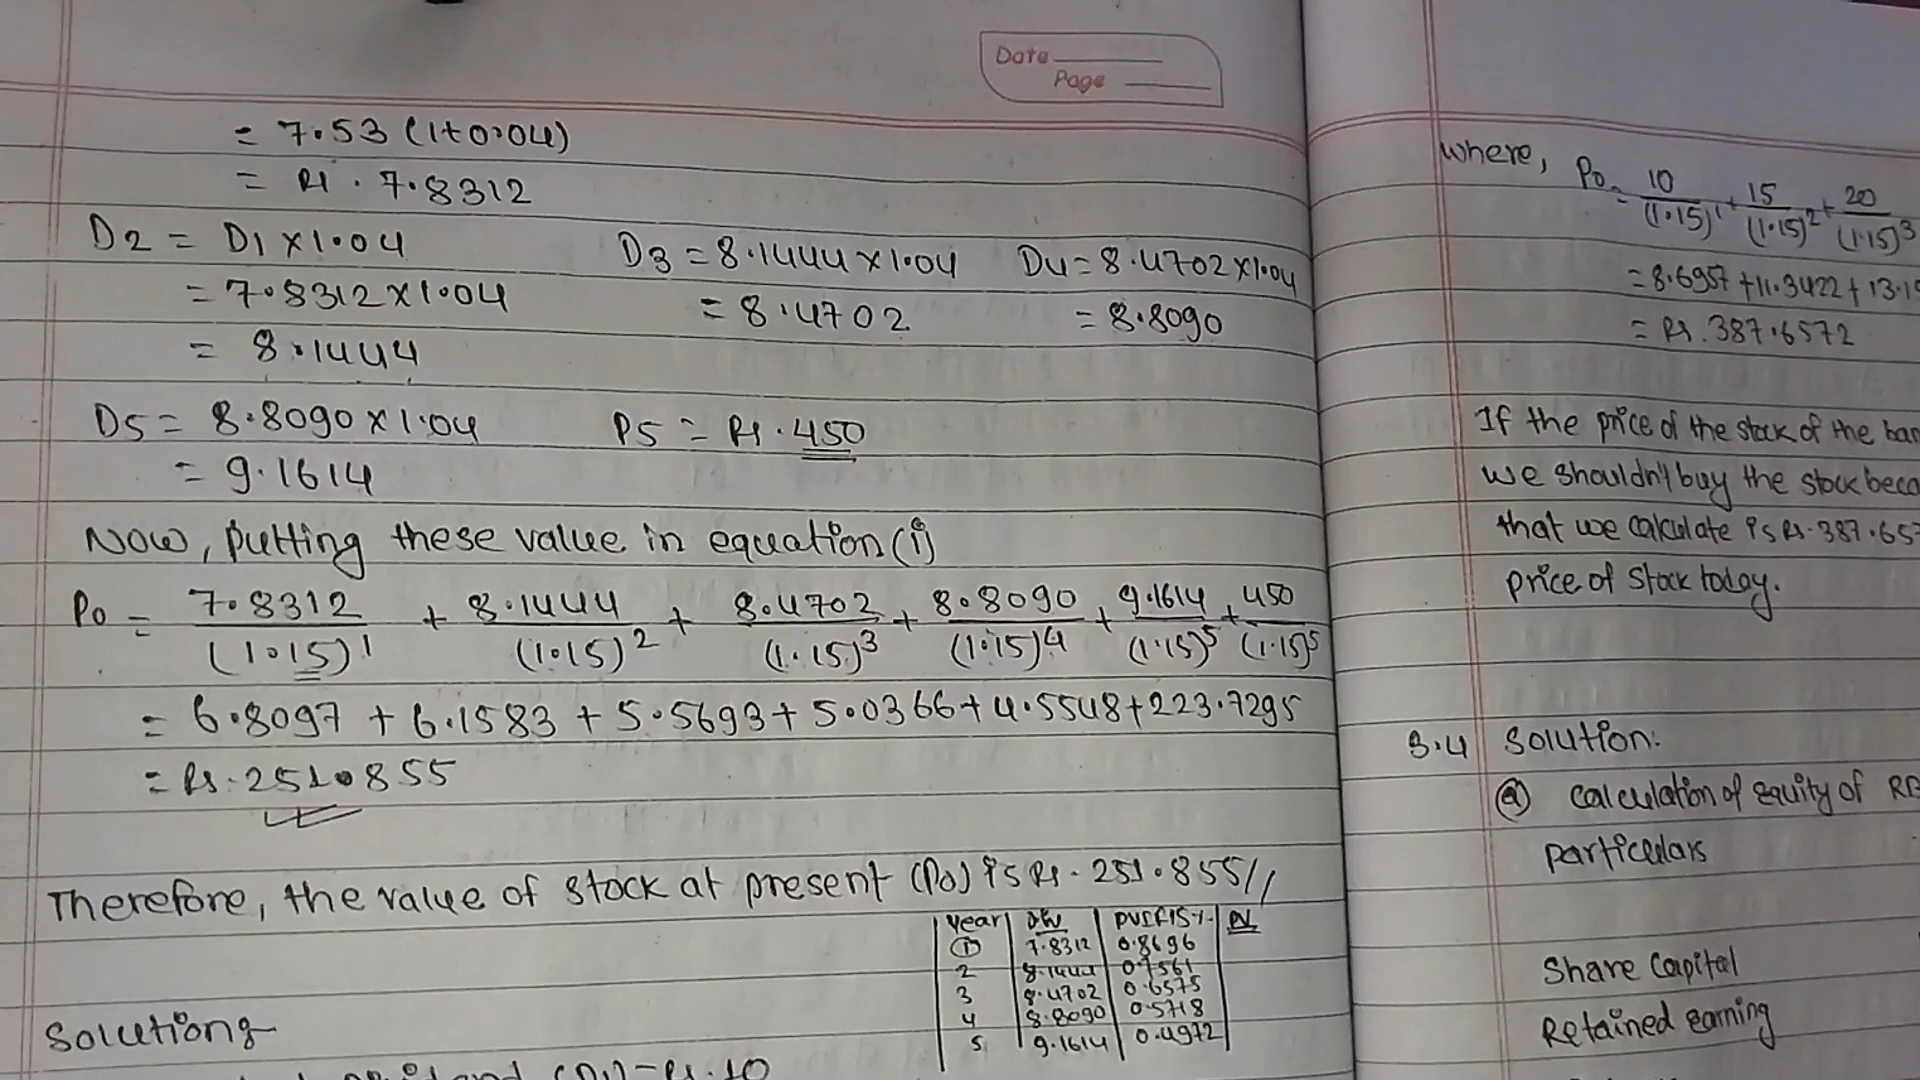 Date
Page
= 7.53 (1+0.04)
= Rs. 7.8312
D2 = D1 x 1.04
= 7.8312 x 1.04
= 8.1444
D3 = 8.1444 x 1.04
= 8.4702
D4 = 8.4702 x 1.04
= 8.8090
D5 = 8.8090 x 1.04
= 9.1614
P5 = Rs. 450
Now, putting these value in equation (i)
P0 = 7.8312/(1.15)^1 + 8.1444/(1.15)^2 + 8.4702/(1.15)^3 + 8.8090/(1.15)^4 + 9.1614/(1.15)^5 + 450/(1.15)^5
= 6.8097 + 6.1583 + 5.5693 + 5.0366 + 4.5548 + 223.7295
= Rs. 251.855
Therefore, the value of stock at present (P0) is Rs. 251.855//
Year PVIF15%
1 7.8312 0.8696
2 8.1444 0.7561
3 8.4702 0.6575
4 8.8090 0.5718
5 9.1614 0.4972
Solution:
= Rs. 10
where, P0 = 10/(1.15)^1 + 15/(1.15)^2 + 20/(1.15)^3
= 8.6957 + 11.3422 + 13.1
= Rs. 387.6572
If the price of the stock of the
we shouldn't buy the stock
that we calculate is Rs. 387.65
price of stock today.
3.4 Solution:
(a) calculation of equity of
particulars
Share Capital
Retained earning